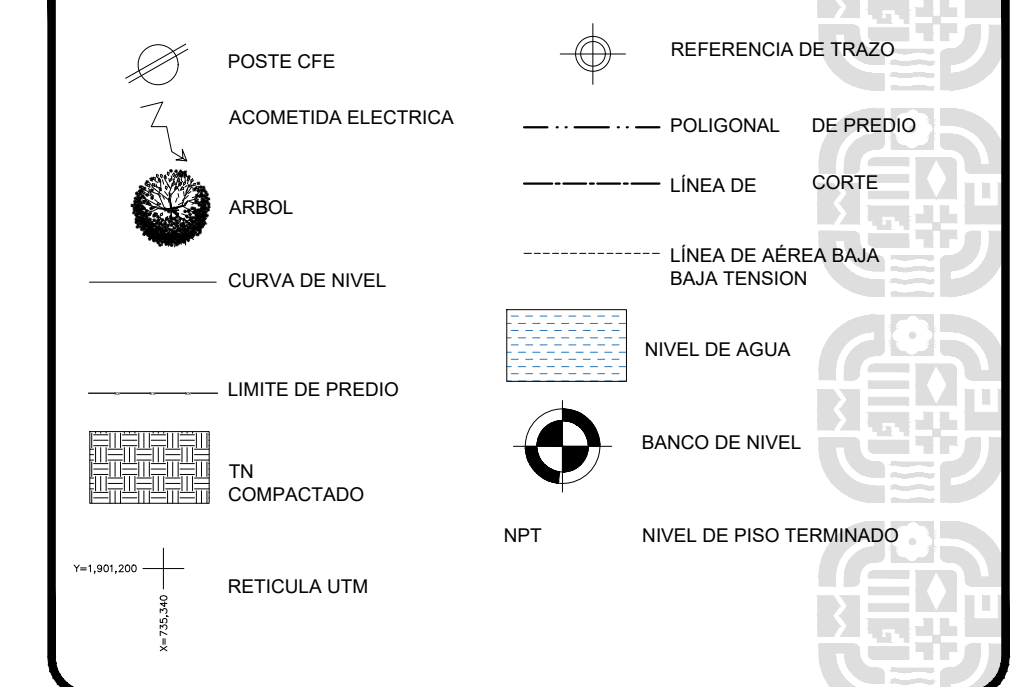 POSTE CFE
ACOMETIDA ELECTRICA
ARBOL
CURVA DE NIVEL
LIMITE DE PREDIO
TN
COMPACTADO
Y=1,901,200
X=735,340
RETICULA UTM
REFERENCIA DE TRAZO
POLIGONAL DE PREDIO
LÍNEA DE CORTE
LÍNEA DE AÉREA BAJA
BAJA TENSION
NIVEL DE AGUA
BANCO DE NIVEL
NPT NIVEL DE PISO TERMINADO